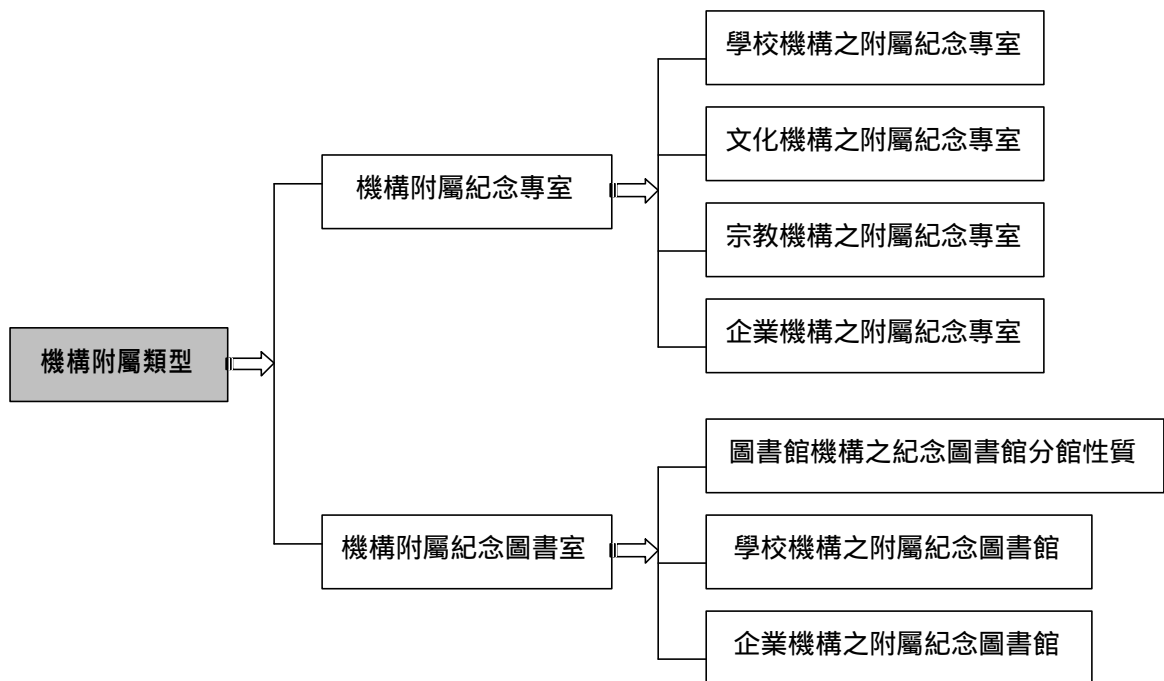 機構附屬類型
機構附屬紀念專室
學校機構之附屬紀念專室
文化機構之附屬紀念專室
宗教機構之附屬紀念專室
企業機構之附屬紀念專室
機構附屬紀念圖書室
圖書館機構之紀念圖書館分館性質
學校機構之附屬紀念圖書館
企業機構之附屬紀念圖書館